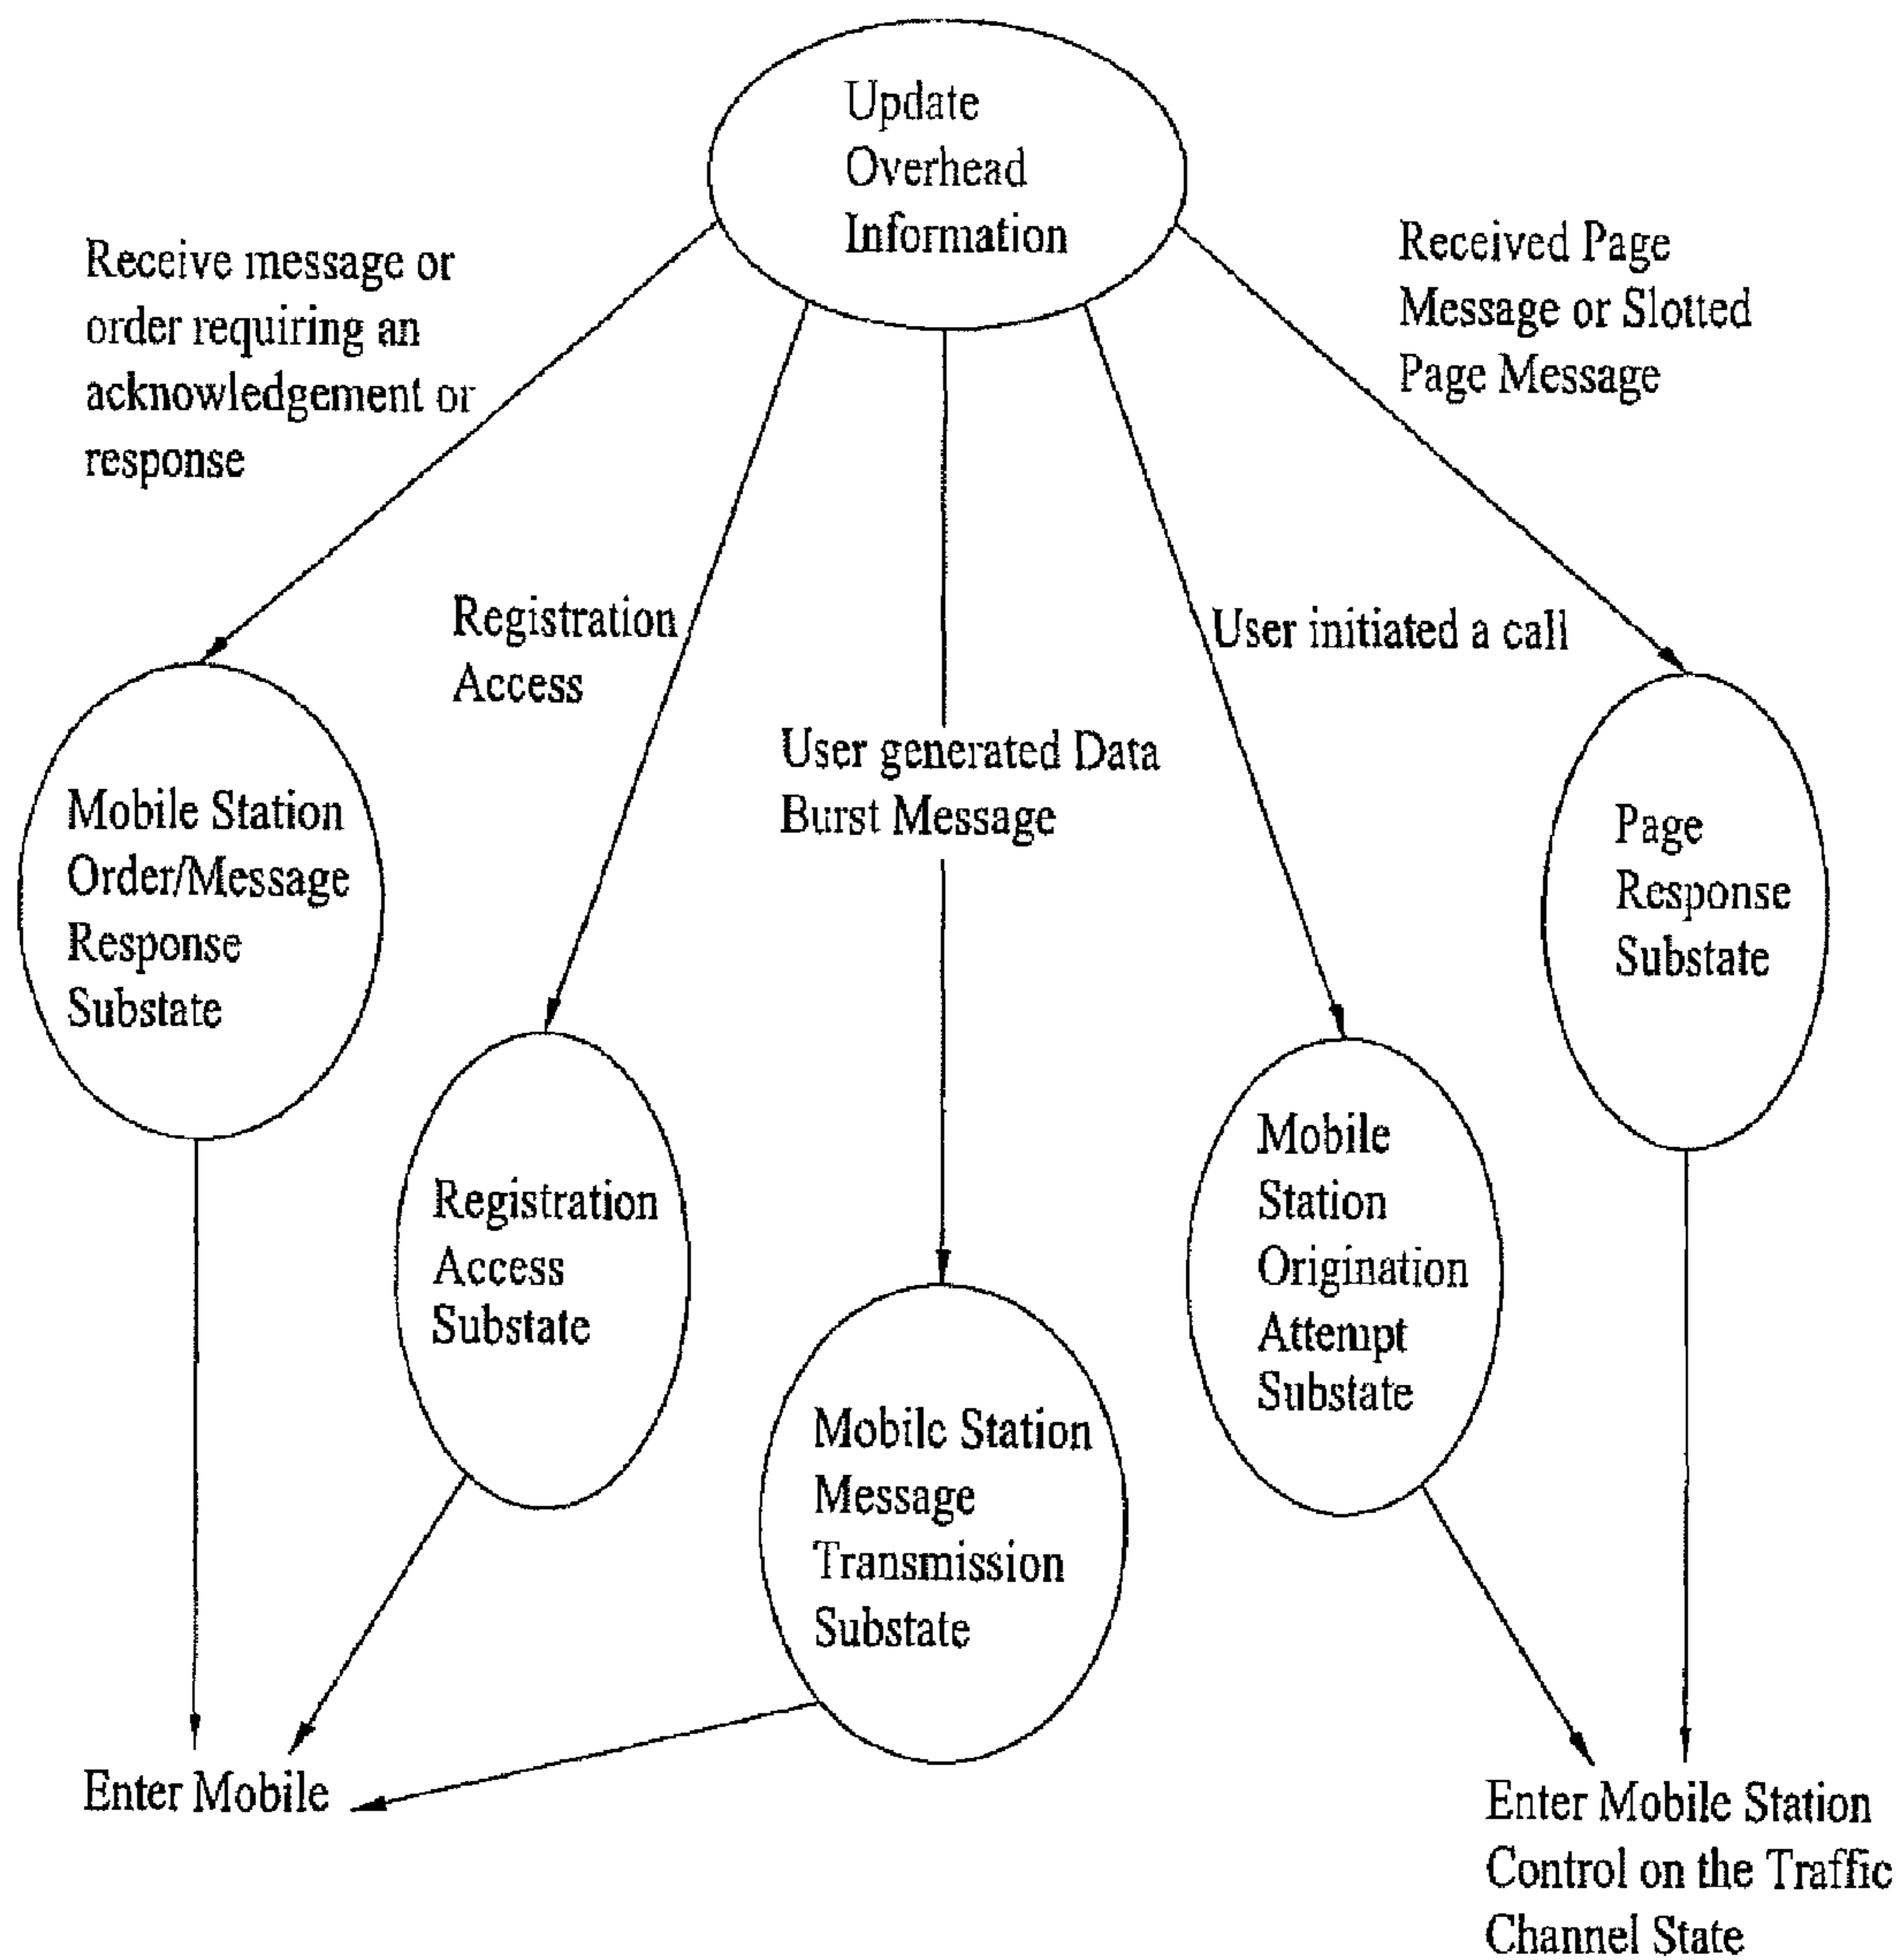 Update
Overhead
Information
Receive message or
order requiring an
acknowledgement or
response
Received Page
Message or Slotted
Page Message
Registration
Access
User initiated a call
User generated Data
Burst Message
Mobile Station
Order/Message
Response
Substate
Page
Response
Substate
Registration
Access
Substate
Mobile
Station
Origination
Attempt
Substate
Mobile Station
Message
Transmission
Substate
Enter Mobile
Enter Mobile Station
Control on the Traffic
Channel State